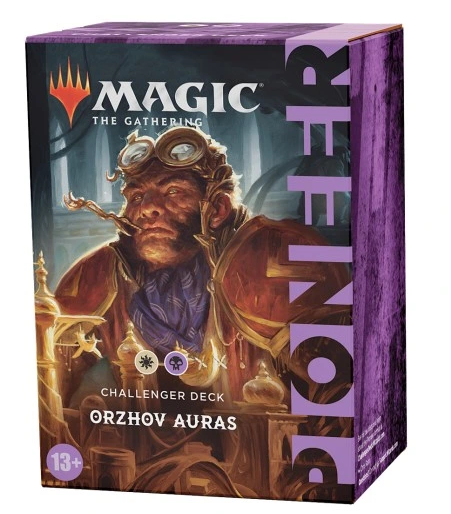 MAGIC
THE GATHERING
PIONEER
CHALLENGER DECK
ORZHOV AURAS
13+